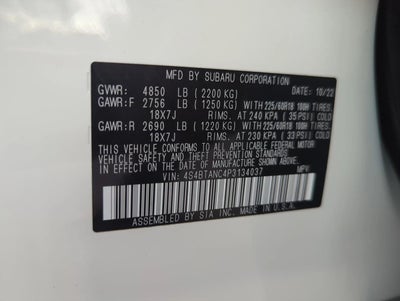 MFD BY SUBARU CORPORATION DATE: 10/22
GVWR: 4850 LB (2200 KG)
GAWR:F 2756 LB (1250 KG) WITH 225/60R18 100H TIRES,
18X7J RIMS, AT 240 KPA (35 PSI) COLD
GAWR:R 2690 LB (1220 KG) WITH 225/60R18 100H TIRES,
18X7J RIMS, AT 230 KPA (33 PSI) COLD
THIS VEHICLE CONFORMS TO ALL APPLICABLE FEDERAL MOTOR
VEHICLE SAFETY AND THEFT PREVENTION STANDARDS
IN EFFECT ON THE DATE OF MANUFACTURE SHOWN ABOVE.
VIN: 4S4BTANC4P3134037 MPV
ASSEMBLED BY SIA INC. MADE IN U.S.A.